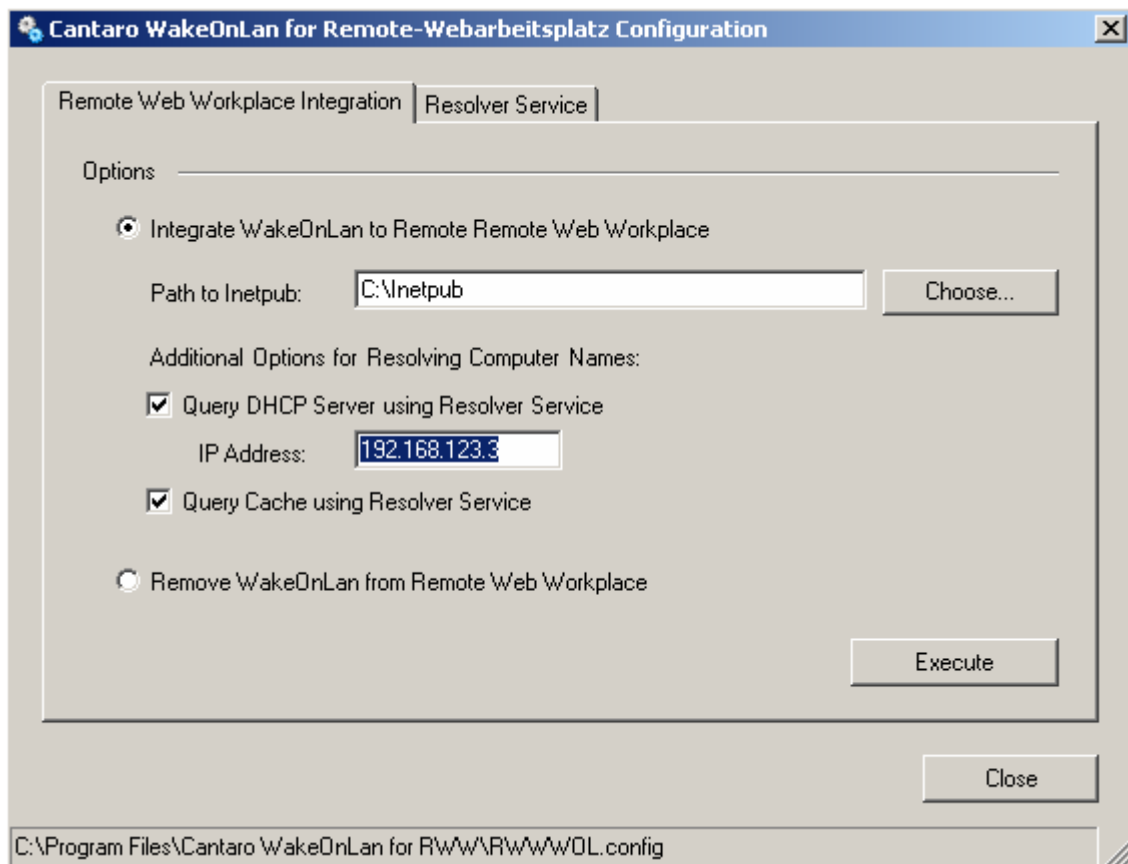 Cantaro WakeOnLan for Remote-Webarbeitsplatz Configuration
Remote Web Workplace Integration
Resolver Service
Options
Integrate WakeOnLan to Remote Remote Web Workplace
Path to Inetpub:
C:\Inetpub
Choose...
Additional Options for Resolving Computer Names:
Query DHCP Server using Resolver Service
IP Address:
192.168.123.3
Query Cache using Resolver Service
Remove WakeOnLan from Remote Web Workplace
Execute
Close
C:\Program Files\Cantaro WakeOnLan for RWW\RWWWOL.config